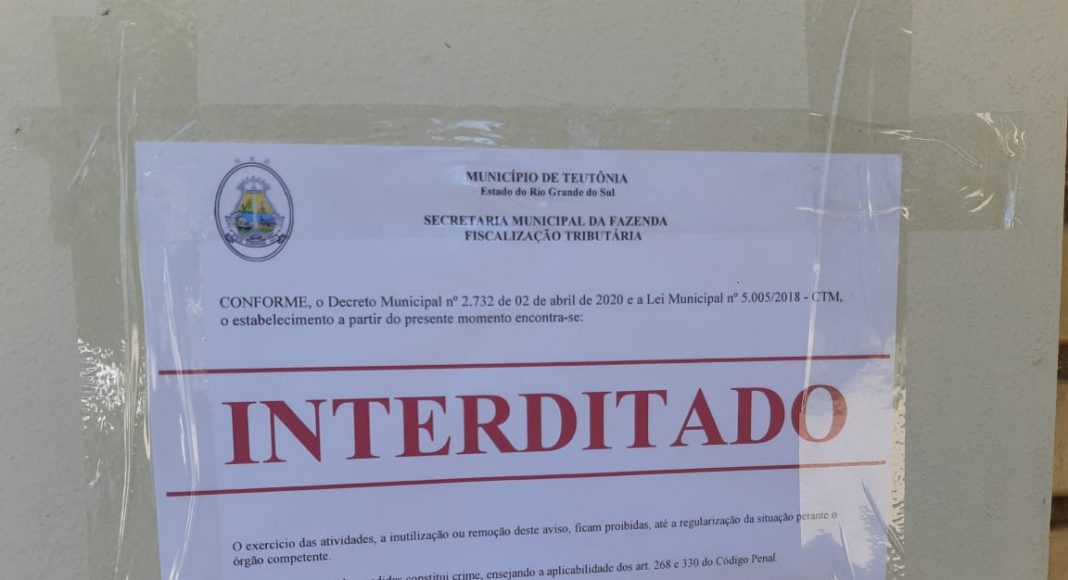 MUNICÍPIO DE TEUTÔNIA
Estado do Rio Grande do Sul
SECRETARIA MUNICIPAL DA FAZENDA
FISCALIZAÇÃO TRIBUTÁRIA
CONFORME, o Decreto Municipal nº 2.732 de 02 de abril de 2020 e a Lei Municipal nº 5.005/2018 - CTM,
o estabelecimento a partir do presente momento encontra-se:
INTERDITADO
O exercício das atividades, a inutilização ou remoção deste aviso, ficam proibidas, até a regularização da situação perante o
órgão competente.
constitui crime, ensejando a aplicabilidade dos art. 268 e 330 do Código Penal.